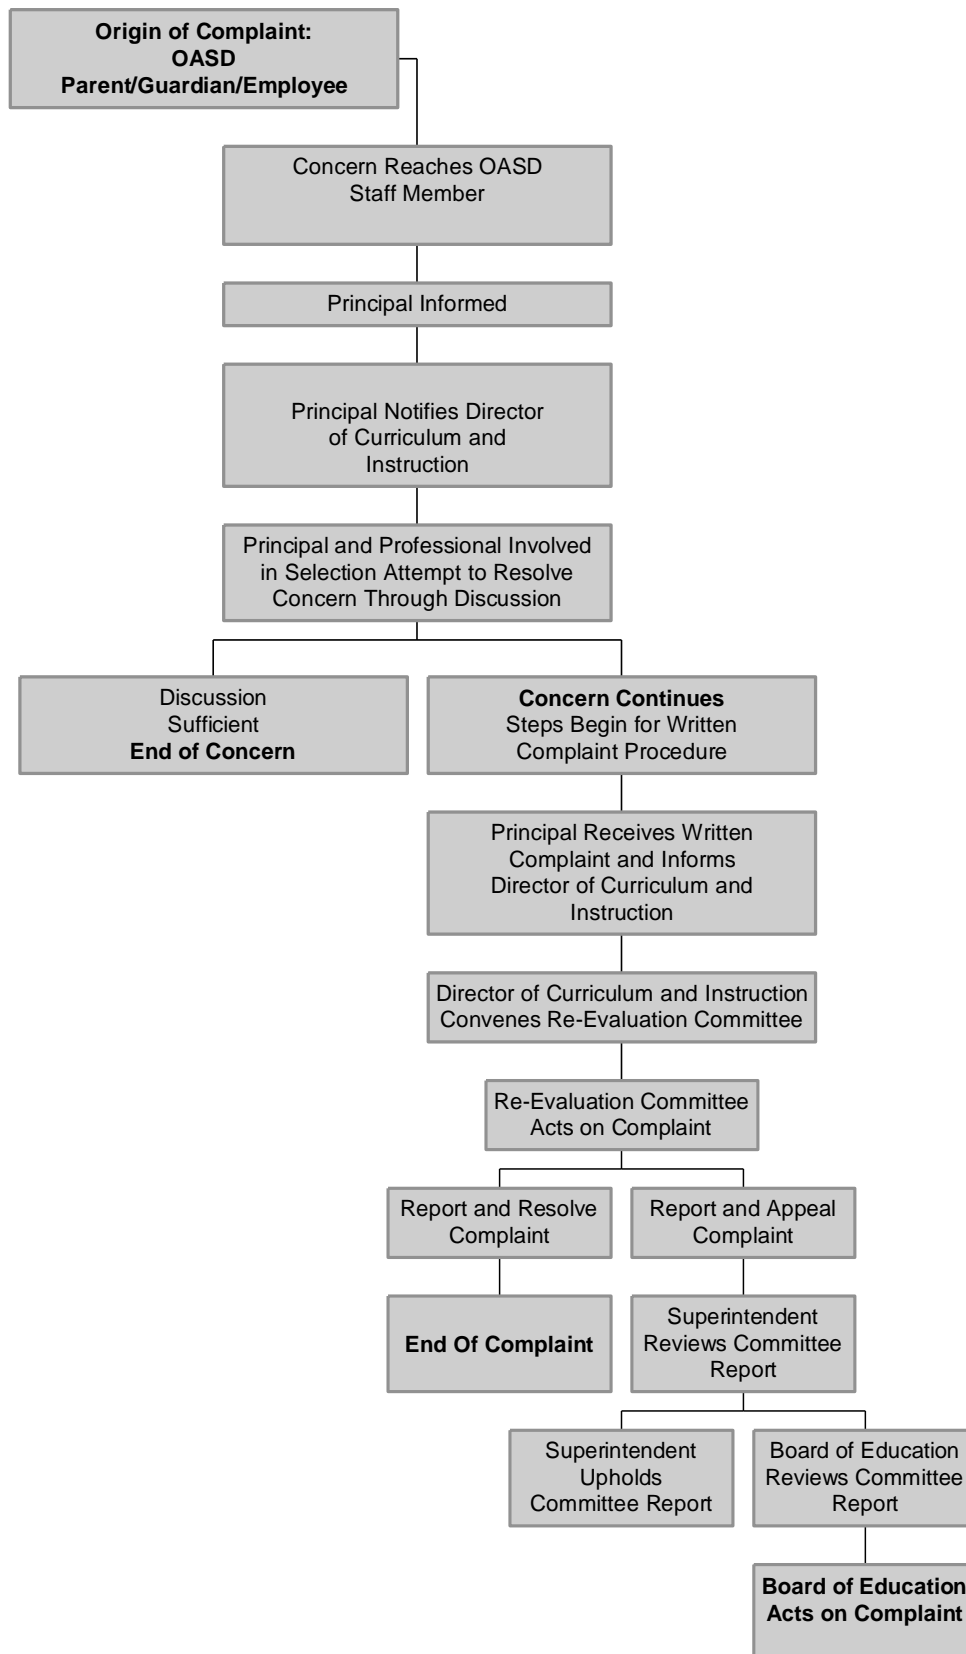 Origin of Complaint:
OASD
Parent/Guardian/Employee
Concern Reaches OASD
Staff Member
Principal Informed
Principal Notifies Director
of Curriculum and
Instruction
Principal and Professional Involved
in Selection Attempt to Resolve
Concern Through Discussion
Discussion
Sufficient
End of Concern
Concern Continues
Steps Begin for Written
Complaint Procedure
Principal Receives Written
Complaint and Informs
Director of Curriculum and
Instruction
Director of Curriculum and Instruction
Convenes Re-Evaluation Committee
Re-Evaluation Committee
Acts on Complaint
Report and Resolve
Complaint
Report and Appeal
Complaint
End Of Complaint
Superintendent
Reviews Committee
Report
Superintendent
Upholds
Committee Report
Board of Education
Reviews Committee
Report
Board of Education
Acts on Complaint